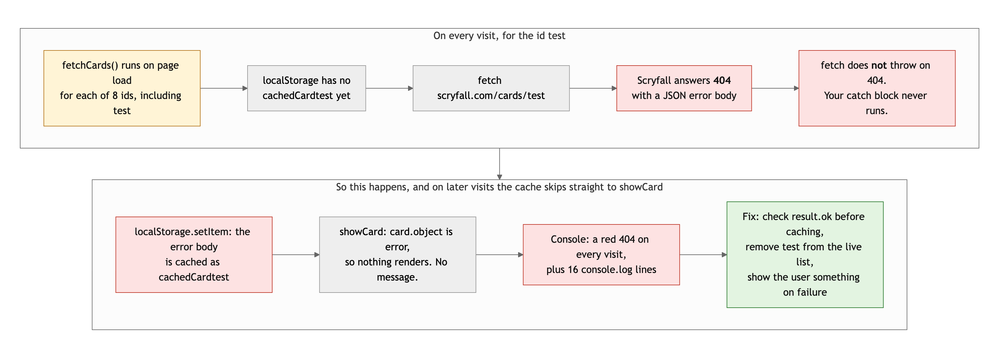 On every visit, for the id test
fetchCards() runs on page
load
for each of 8 ids, including
test
localStorage has no
cachedCardtest yet
fetch
scryfall.com/cards/test
Scryfall answers 404
with a JSON error body
fetch does not throw on
404.
Your catch block never
runs.
So this happens, and on later visits the cache skips straight to showCard
localStorage.setItem: the
error body
is cached as
cachedCardtest
showCard: card.object is
error,
so nothing renders. No
message.
Console: a red 404 on
every visit,
plus 16 console.log lines
Fix: check result.ok before
caching,
remove test from the live
list,
show the user something
on failure